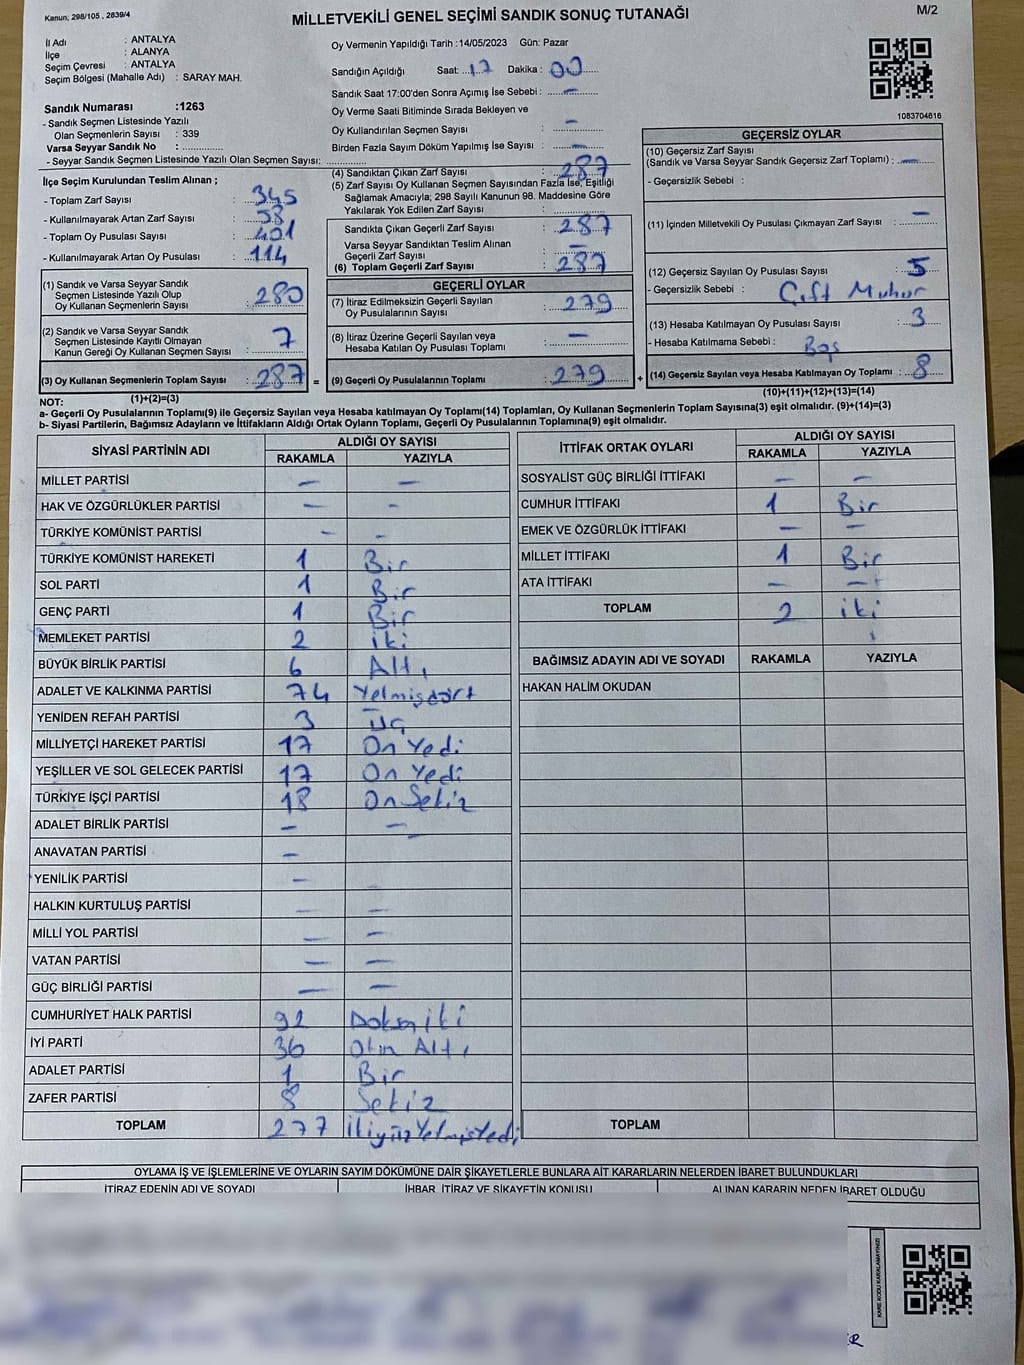 Kanun; 298/105 , 2839/4
MİLLETVEKİLİ GENEL SEÇİMİ SANDIK SONUÇ TUTANAĞI
M/2
İl Adı : ANTALYA
İlçe : ALANYA
Seçim Çevresi : ANTALYA
Seçim Bölgesi (Mahalle Adı) : SARAY MAH.
Sandık Numarası :1263
- Sandık Seçmen Listesinde Yazılı
Olan Seçmenlerin Sayısı : 339
Varsa Seyyar Sandık No : ..............
- Seyyar Sandık Seçmen Listesinde Yazılı Olan Seçmen Sayısı: ..............
Oy Vermenin Yapıldığı Tarih :14/05/2023 Gün: Pazar
Sandığın Açıldığı Saat: 17 Dakika : 00
Sandık Saat 17:00'den Sonra Açımış İse Sebebi : –
Oy Verme Saati Bitiminde Sırada Bekleyen ve
Oy Kullandırılan Seçmen Sayısı : –
Birden Fazla Sayım Döküm Yapılmış İse Sayısı : –
1083704616
İlçe Seçim Kurulundan Teslim Alınan ;
- Toplam Zarf Sayısı : 345
- Kullanılmayarak Artan Zarf Sayısı : 58
- Toplam Oy Pusulası Sayısı : 401
- Kullanılmayarak Artan Oy Pusulası : 114
(1) Sandık ve Varsa Seyyar Sandık
Seçmen Listesinde Yazılı Olup
Oy Kullanan Seçmenlerin Sayısı : 280
(2) Sandık ve Varsa Seyyar Sandık
Seçmen Listesinde Kayıtlı Olmayan
Kanun Gereği Oy Kullanan Seçmen Sayısı : 7
(3) Oy Kullanan Seçmenlerin Toplam Sayısı : 287 =
(1)+(2)=(3)
(4) Sandıktan Çıkan Zarf Sayısı : 287
(5) Zarf Sayısı Oy Kullanan Seçmen Sayısından Fazla İse, Eşitliği
Sağlamak Amacıyla; 298 Sayılı Kanunun 98. Maddesine Göre
Yakılarak Yok Edilen Zarf Sayısı : ..............
Sandıkta Çıkan Geçerli Zarf Sayısı : 287
Varsa Seyyar Sandıktan Teslim Alınan
Geçerli Zarf Sayısı : –
(6) Toplam Geçerli Zarf Sayısı : 287
GEÇERLİ OYLAR
(7) İtiraz Edilmeksizin Geçerli Sayılan
Oy Pusulalarının Sayısı : 279
(8) İtiraz Üzerine Geçerli Sayılan veya
Hesaba Katılan Oy Pusulası Toplamı : –
(9) Geçerli Oy Pusulalarının Toplamı : 279 +
GEÇERSİZ OYLAR
(10) Geçersiz Zarf Sayısı
(Sandık ve Varsa Seyyar Sandık Geçersiz Zarf Toplamı) : –
- Geçersizlik Sebebi :
(11) İçinden Milletvekili Oy Pusulası Çıkmayan Zarf Sayısı : –
(12) Geçersiz Sayılan Oy Pusulası Sayısı : 5
- Geçersizlik Sebebi : Çift Muhur
(13) Hesaba Katılmayan Oy Pusulası Sayısı : 3
- Hesaba Katılmama Sebebi : Boş
(14) Geçersiz Sayılan veya Hesaba Katılmayan Oy Toplamı : 8
(10)+(11)+(12)+(13)=(14)
NOT:
a- Geçerli Oy Pusulalarının Toplamı(9) ile Geçersiz Sayılan veya Hesaba katılmayan Oy Toplamı(14) Toplamları, Oy Kullanan Seçmenlerin Toplam Sayısına(3) eşit olmalıdır. (9)+(14)=(3)
b- Siyasi Partilerin, Bağımsız Adayların ve İttifakların Aldığı Ortak Oyların Toplamı, Geçerli Oy Pusulalarının Toplamına(9) eşit olmalıdır.
SİYASİ PARTİNİN ADI ALDIĞI OY SAYISI
RAKAMLA YAZIYLA
MİLLET PARTİSİ – –
HAK VE ÖZGÜRLÜKLER PARTİSİ – –
TÜRKİYE KOMÜNİST PARTİSİ – –
TÜRKİYE KOMÜNİST HAREKETİ 1 Bir
SOL PARTİ 1 Bir
GENÇ PARTİ 1 Bir
MEMLEKET PARTİSİ 2 iki
BÜYÜK BİRLİK PARTİSİ 6 Altı
ADALET VE KALKINMA PARTİSİ 74 Yetmişdört
YENİDEN REFAH PARTİSİ 3 Üç
MİLLİYETÇİ HAREKET PARTİSİ 17 On Yedi
YEŞİLLER VE SOL GELECEK PARTİSİ 17 On Yedi
TÜRKİYE İŞÇİ PARTİSİ 18 On Sekiz
ADALET BİRLİK PARTİSİ – –
ANAVATAN PARTİSİ –
YENİLİK PARTİSİ –
HALKIN KURTULUŞ PARTİSİ – –
MİLLİ YOL PARTİSİ – –
VATAN PARTİSİ – –
GÜÇ BİRLİĞİ PARTİSİ – –
CUMHURİYET HALK PARTİSİ 92 Doksniki
İYİ PARTİ 36 Otuz Altı
ADALET PARTİSİ 1 Bir
ZAFER PARTİSİ 8 Sekiz
TOPLAM 277 ikiyüzYetmişYedi
İTTİFAK ORTAK OYLARI ALDIĞI OY SAYISI
RAKAMLA YAZIYLA
SOSYALİST GÜÇ BİRLİĞİ İTTİFAKI – –
CUMHUR İTTİFAKI 1 Bir
EMEK VE ÖZGÜRLÜK İTTİFAKI – –
MİLLET İTTİFAKI 1 Bir
ATA İTTİFAKI – –
TOPLAM 2 iki
BAĞIMSIZ ADAYIN ADI VE SOYADI RAKAMLA YAZIYLA
HAKAN HALİM OKUDAN
TOPLAM
OYLAMA İŞ VE İŞLEMLERİNE VE OYLARIN SAYIM DÖKÜMÜNE DAİR ŞİKAYETLERLE BUNLARA AİT KARARLARIN NELERDEN İBARET BULUNDUKLARI
İTİRAZ EDENİN ADI VE SOYADI İHBAR, İTİRAZ VE ŞİKAYETİN KONUSU ALINAN KARARIN NEDEN İBARET OLDUĞU
KARE KODU KARALAMAYINIZ!